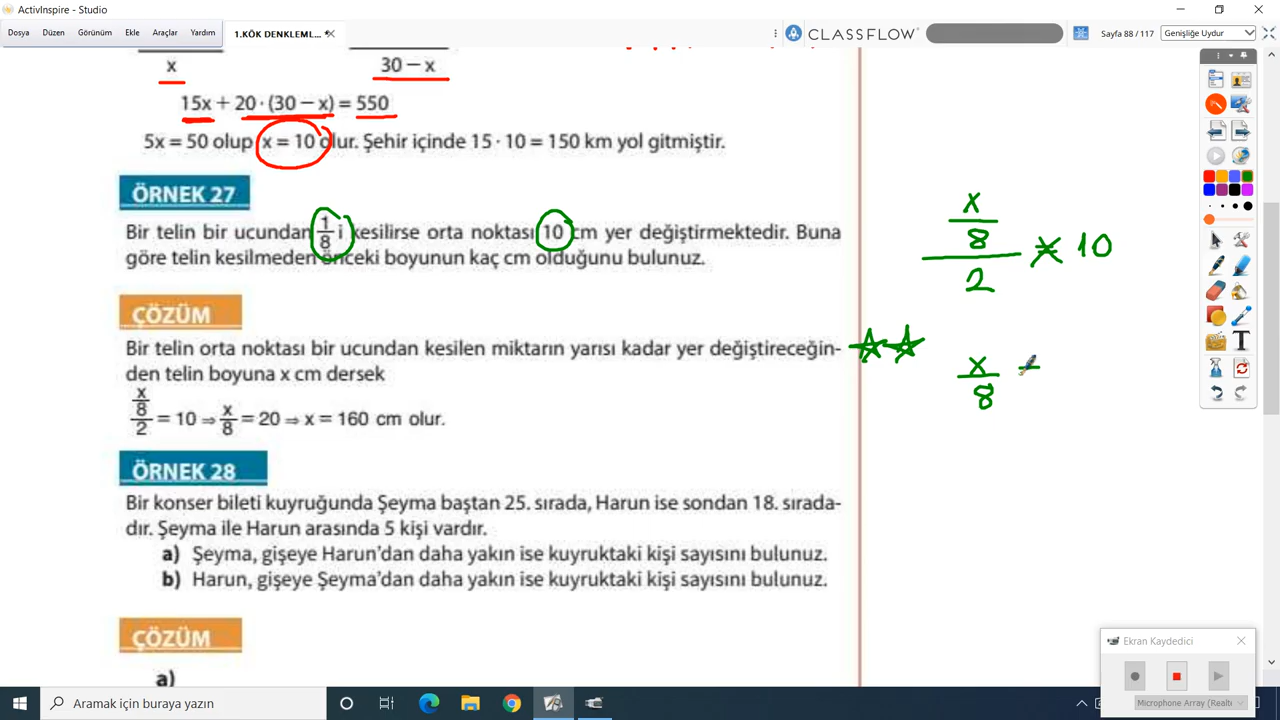 ActivInspire - Studio
Dosya Düzen Görünüm Ekle Araçlar Yardım
1.KÖK DENKLEML...
CLASSFLOW
Sayfa 88 / 117
Genişliğe Uydur
x
30 − x
15x + 20 · (30 − x) = 550
5x = 50 olup x = 10 olur. Şehir içinde 15 · 10 = 150 km yol gitmiştir.
ÖRNEK 27
Bir telin bir ucundan 1/8 i kesilirse orta noktası 10 cm yer değiştirmektedir. Buna
göre telin kesilmeden önceki boyunun kaç cm olduğunu bulunuz.
ÇÖZÜM
Bir telin orta noktası bir ucundan kesilen miktarın yarısı kadar yer değiştireceğin-
den telin boyuna x cm dersek
x/8/2 = 10 ⇒ x/8 = 20 ⇒ x = 160 cm olur.
ÖRNEK 28
Bir konser bileti kuyruğunda Şeyma baştan 25. sırada, Harun ise sondan 18. sırada-
dır. Şeyma ile Harun arasında 5 kişi vardır.
a) Şeyma, gişeye Harun'dan daha yakın ise kuyruktaki kişi sayısını bulunuz.
b) Harun, gişeye Şeyma'dan daha yakın ise kuyruktaki kişi sayısını bulunuz.
ÇÖZÜM
a)
x/8/2 = 10
x/8
Ekran Kaydedici
Microphone Array (Realt
Aramak için buraya yazın